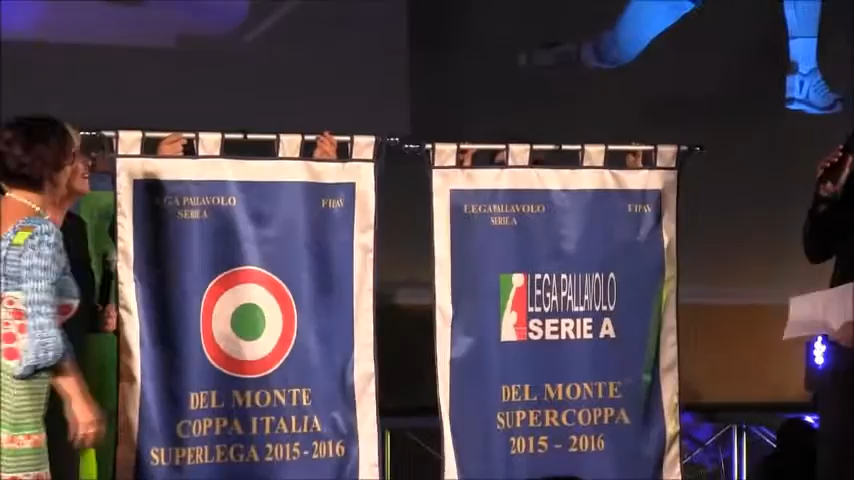 LEGA PALLAVOLO
SERIE A
FIPAV
DEL MONTE
COPPA ITALIA
SUPERLEGA 2015-2016
LEGA PALLAVOLO
SERIE A
FIPAV
LEGA PALLAVOLO
SERIE A
DEL MONTE
SUPERCOPPA
2015 - 2016